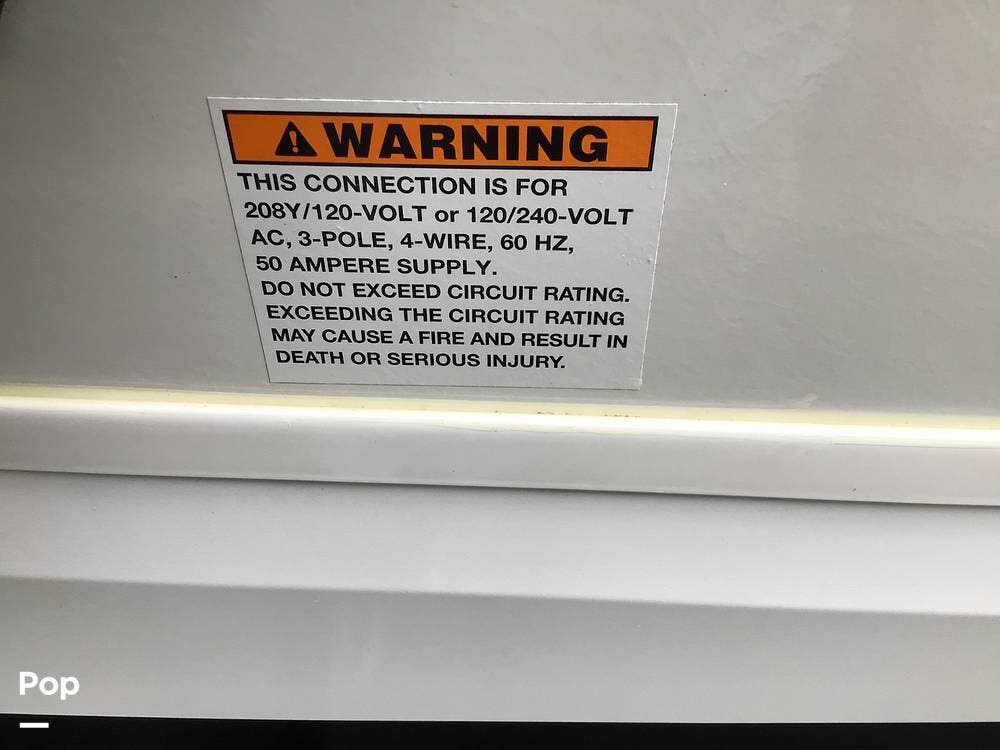 WARNING
THIS CONNECTION IS FOR
208Y/120-VOLT or 120/240-VOLT
AC, 3-POLE, 4-WIRE, 60 HZ,
50 AMPERE SUPPLY.
DO NOT EXCEED CIRCUIT RATING.
EXCEEDING THE CIRCUIT RATING
MAY CAUSE A FIRE AND RESULT IN
DEATH OR SERIOUS INJURY.
Pop